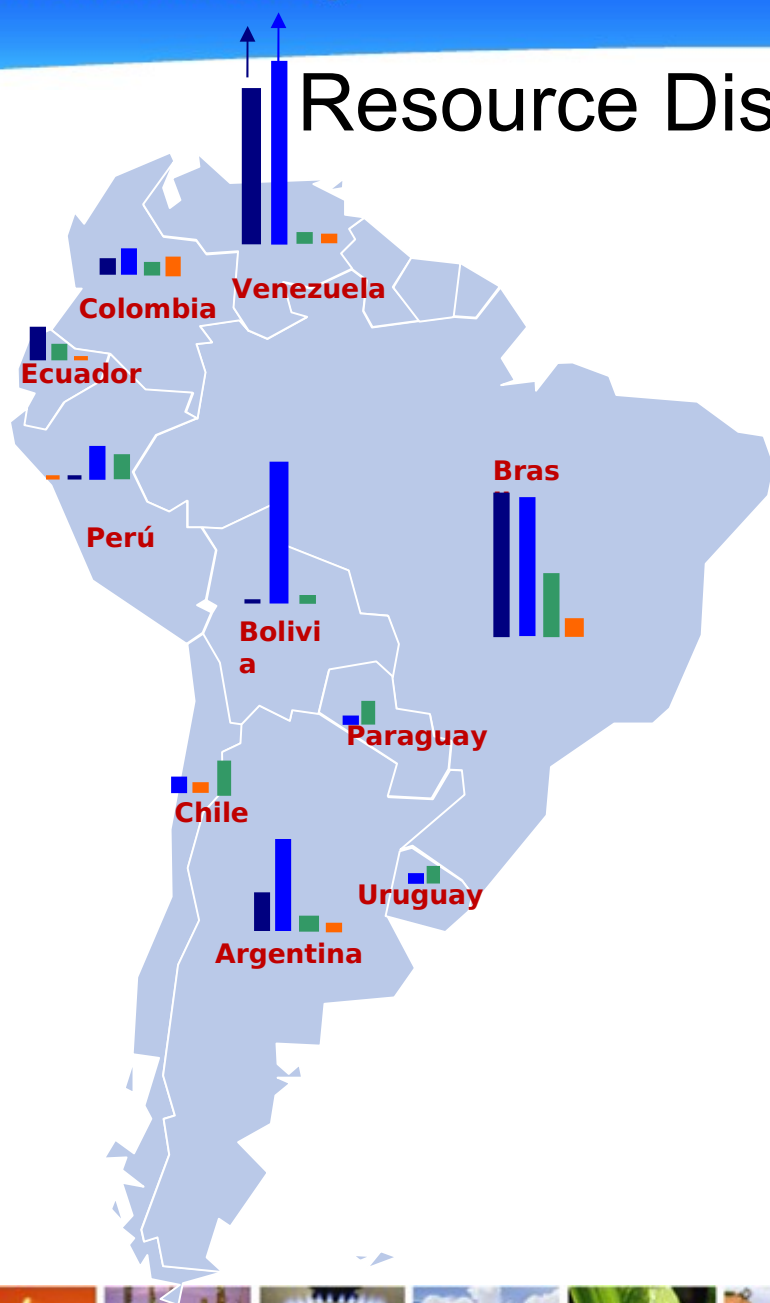 Resource Dis
Venezuela
Colombia
Ecuador
Bras
Perú
Bolivi
a
Paraguay
Chile
Uruguay
Argentina